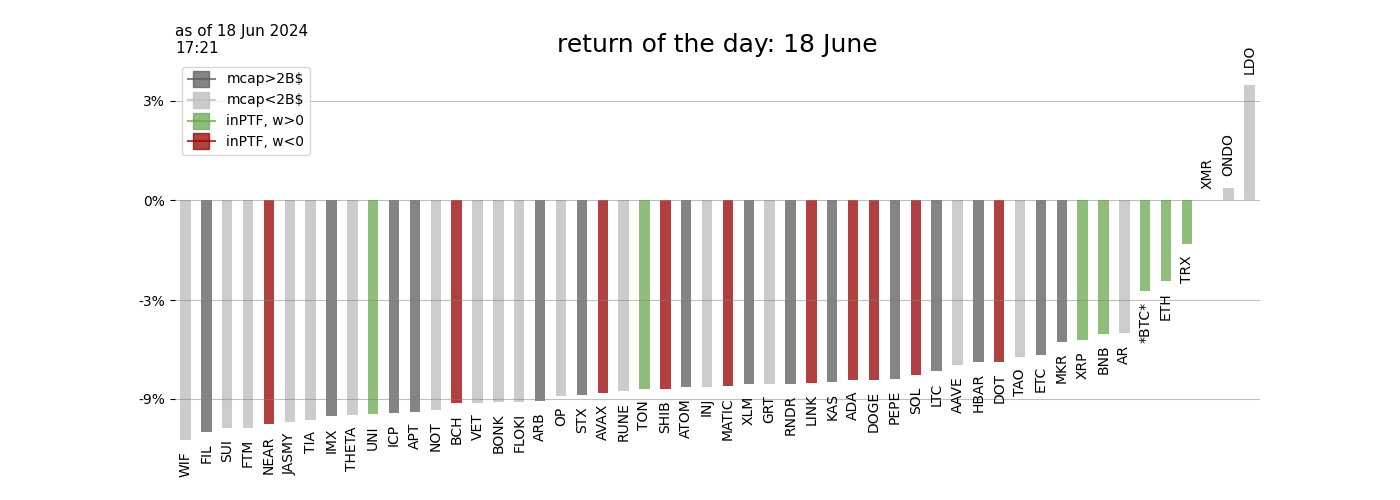 as of 18 Jun 2024
17:21
return of the day: 18 June
mcap>2B$
mcap<2B$
inPTF, w>0
inPTF, w<0
3%
0%
-3%
-9%
WIF
FIL
SUI
FTM
NEAR
JASMY
TIA
IMX
THETA
UNI
ICP
APT
NOT
BCH
VET
BONK
FLOKI
ARB
OP
STX
AVAX
RUNE
TON
SHIB
ATOM
INJ
MATIC
XLM
GRT
RNDR
LINK
KAS
ADA
DOGE
PEPE
SOL
LTC
AAVE
HBAR
DOT
TAO
ETC
MKR
XRP
BNB
AR
*BTC*
ETH
TRX
XMR
ONDO
LDO